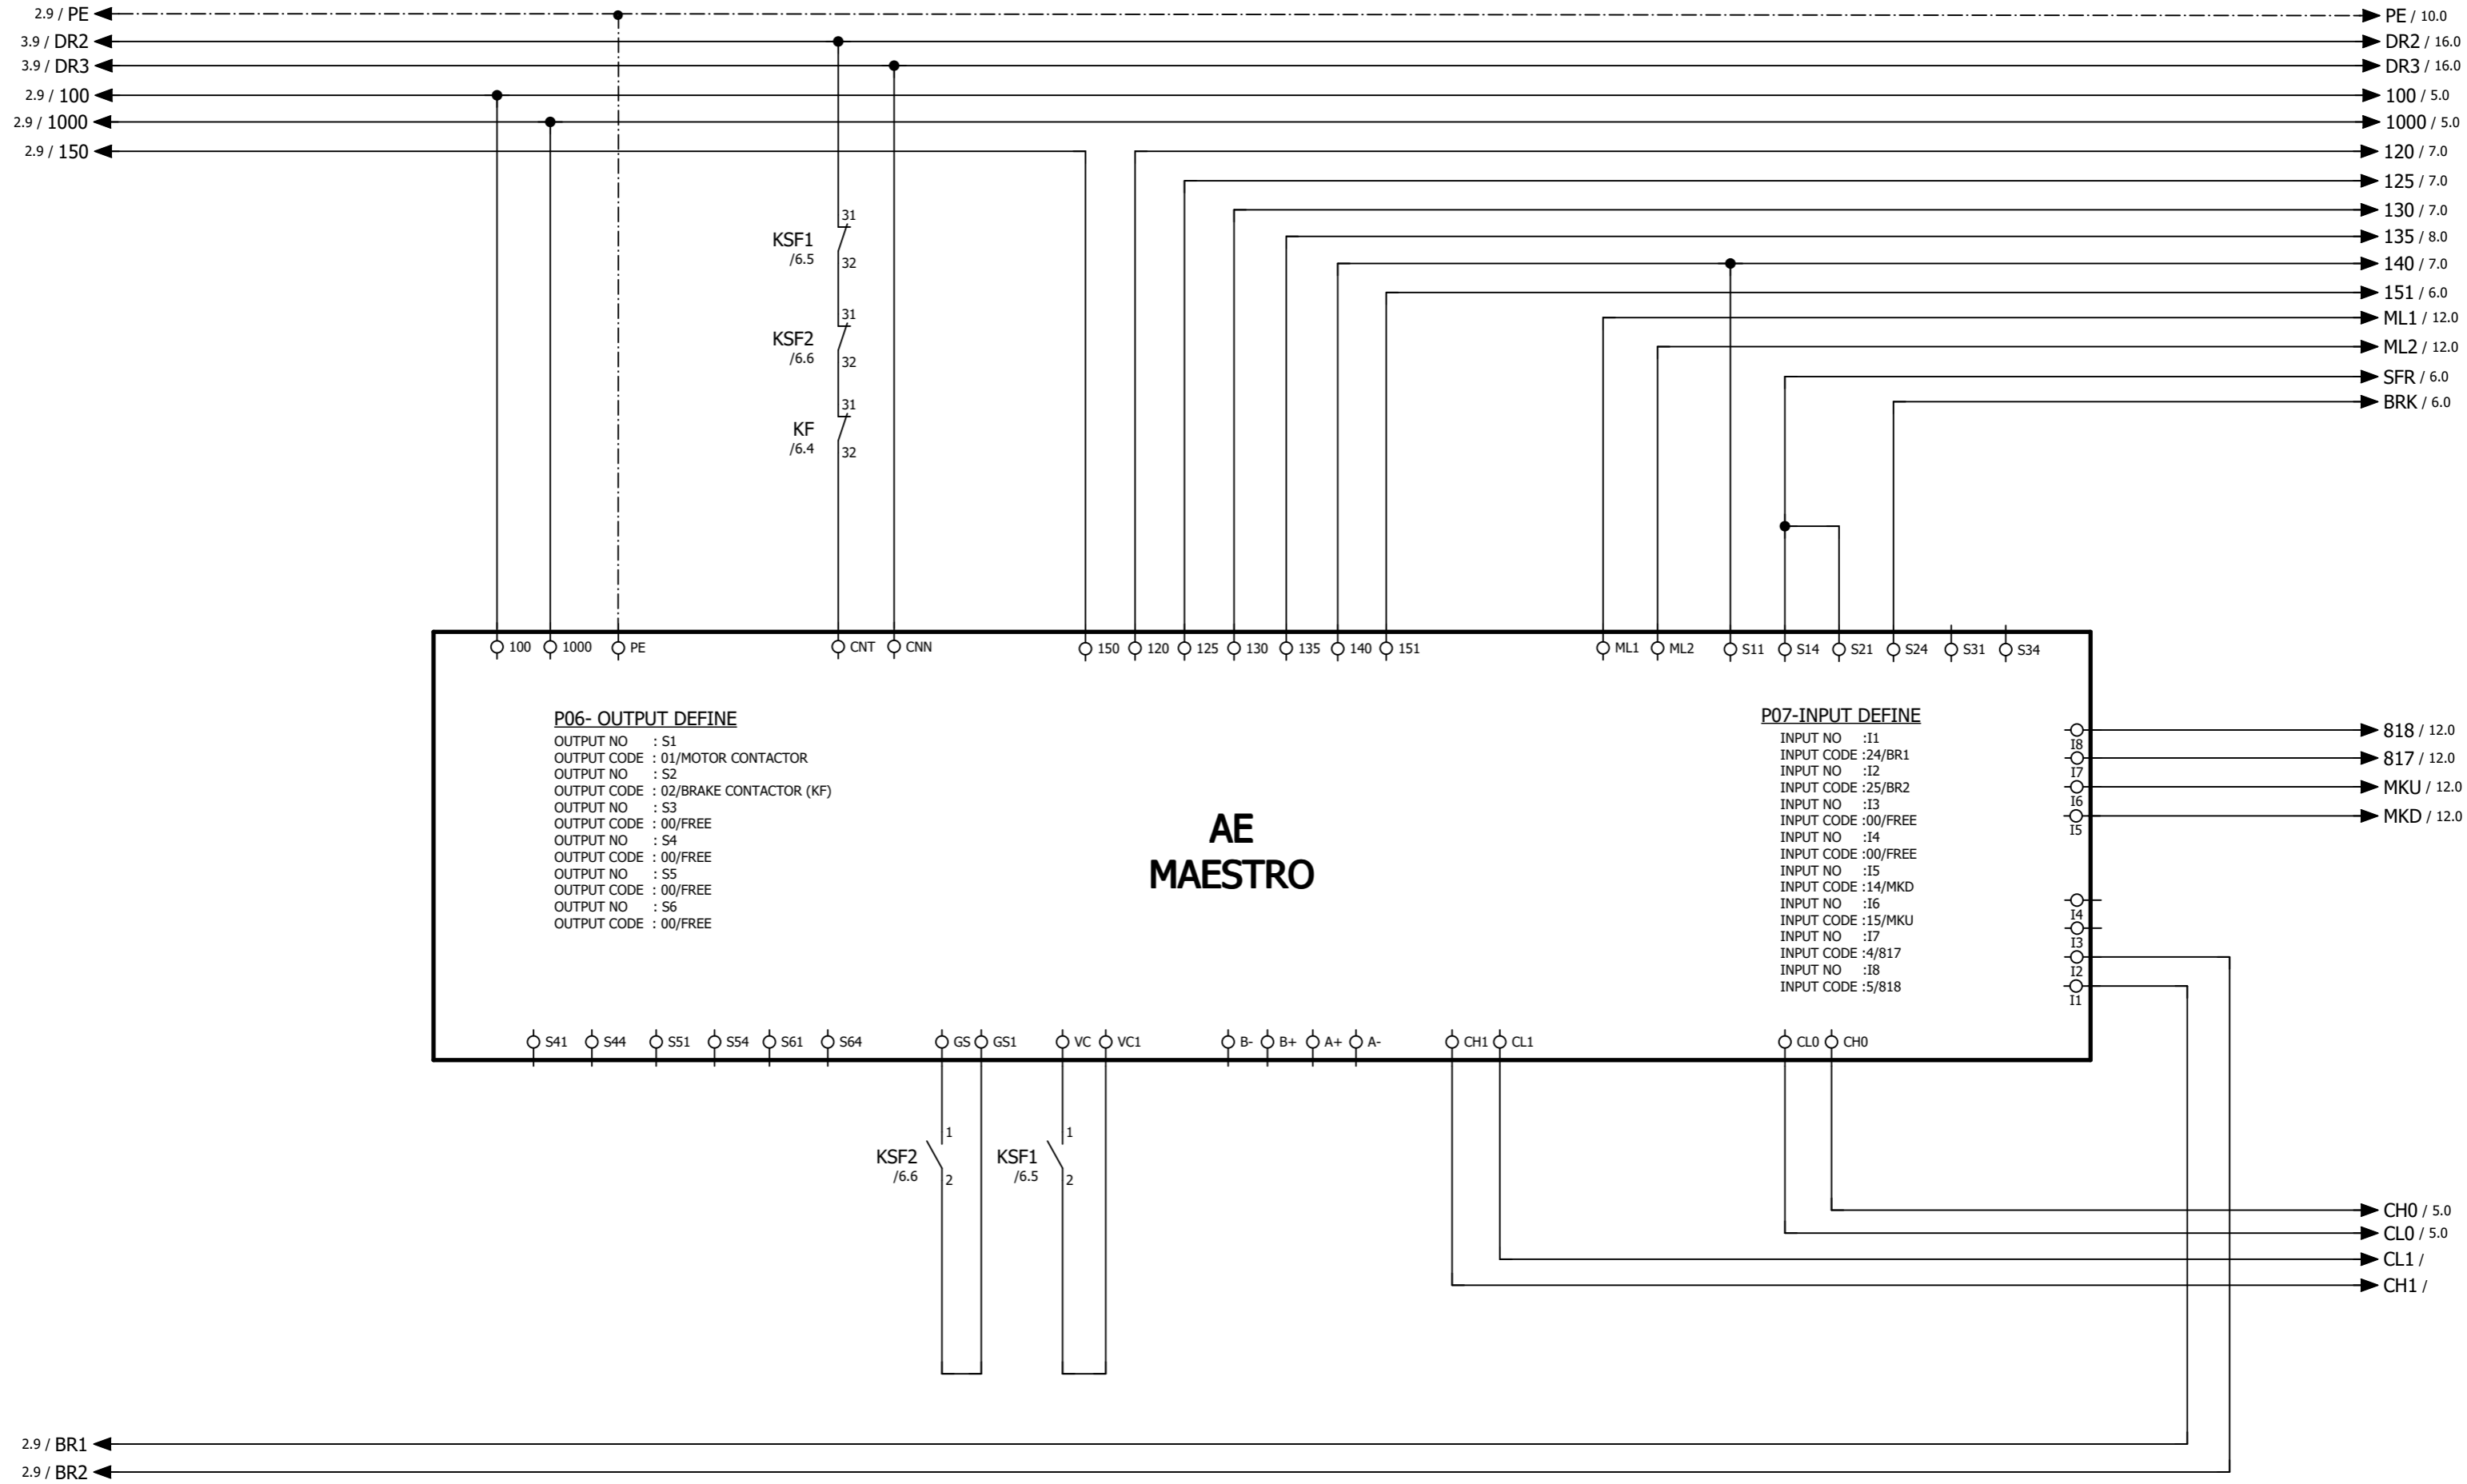 2.9 / PE
PE / 10.0
3.9 / DR2
DR2 / 16.0
3.9 / DR3
DR3 / 16.0
2.9 / 100
100 / 5.0
2.9 / 1000
1000 / 5.0
2.9 / 150
120 / 7.0
125 / 7.0
130 / 7.0
135 / 8.0
140 / 7.0
151 / 6.0
ML1 / 12.0
ML2 / 12.0
SFR / 6.0
BRK / 6.0
31
KSF1
/6.5
32
31
KSF2
/6.6
32
31
KF
/6.4
32
100 1000 PE CNT CNN 150 120 125 130 135 140 151 ML1 ML2 S11 S14 S21 S24 S31 S34
P06- OUTPUT DEFINE
OUTPUT NO : S1
OUTPUT CODE : 01/MOTOR CONTACTOR
OUTPUT NO : S2
OUTPUT CODE : 02/BRAKE CONTACTOR (KF)
OUTPUT NO : S3
OUTPUT CODE : 00/FREE
OUTPUT NO : S4
OUTPUT CODE : 00/FREE
OUTPUT NO : S5
OUTPUT CODE : 00/FREE
OUTPUT NO : S6
OUTPUT CODE : 00/FREE
AE
MAESTRO
P07-INPUT DEFINE
INPUT NO :I1
INPUT CODE :24/BR1
INPUT NO :I2
INPUT CODE :25/BR2
INPUT NO :I3
INPUT CODE :00/FREE
INPUT NO :I4
INPUT CODE :00/FREE
INPUT NO :I5
INPUT CODE :14/MKD
INPUT NO :I6
INPUT CODE :15/MKU
INPUT NO :I7
INPUT CODE :4/817
INPUT NO :I8
INPUT CODE :5/818
I8
I7
I6
I5
I4
I3
I2
I1
818 / 12.0
817 / 12.0
MKU / 12.0
MKD / 12.0
S41 S44 S51 S54 S61 S64 GS GS1 VC VC1 B- B+ A+ A- CH1 CL1 CL0 CH0
1
KSF2
/6.6
2
1
KSF1
/6.5
2
CH0 / 5.0
CL0 / 5.0
CL1 /
CH1 /
2.9 / BR1
2.9 / BR2